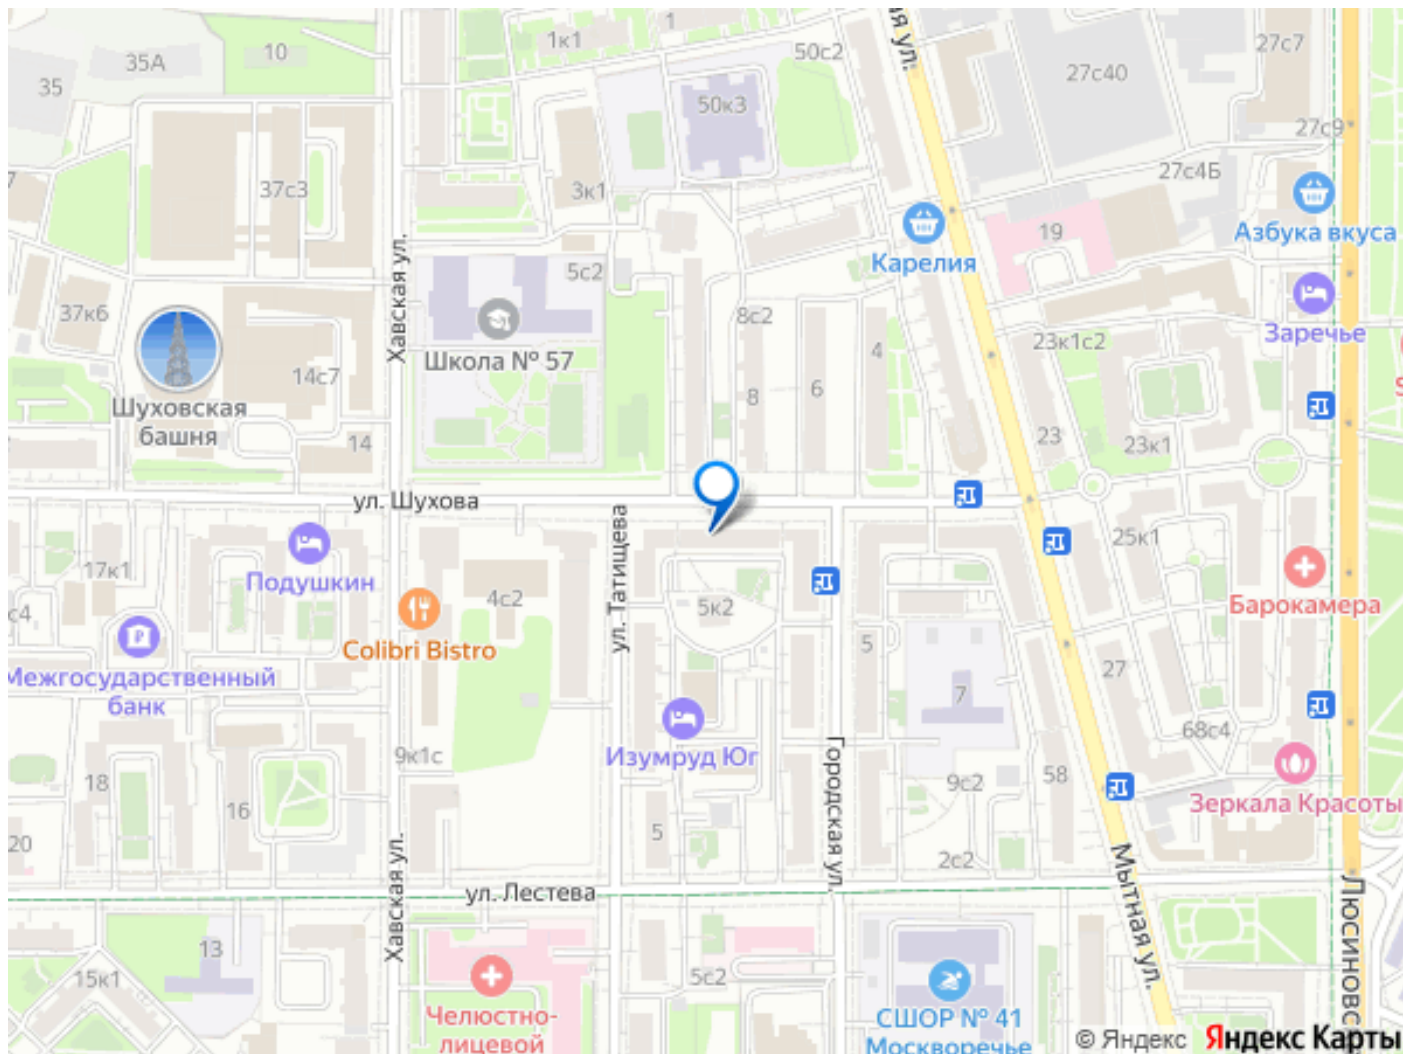 1
1к1
50с2
ая ул.
27с7
35А
10
35
27с40
50к3
27с9
37с3
3к1
27с4Б
7
Азбука вкуса
19
Карелия
Хавская ул.
5с2
37к6
8с2
Заречье
Школа № 57
23к1с2
4
14с7
6
8
Шуховская
башня
14
23
23к1
ул. Шухова
25к1
17к1
Подушкин
ул. Татищева
4с2
5к2
Барокамера
с4
Colibri Bistro
5
Межгосударственный
банк
27
7
68с4
Изумруд Юг
9к1с
Городская ул.
58
9с2
18
16
Зеркала Красоты
5
20
2с2
Хавская ул.
ул. Лестева
Мытная ул.
Люсиновс
13
15к1
5с2
Челюстно-
лицевой
СШОР № 41
Москворечье
© Яндекс Яндекс Карты